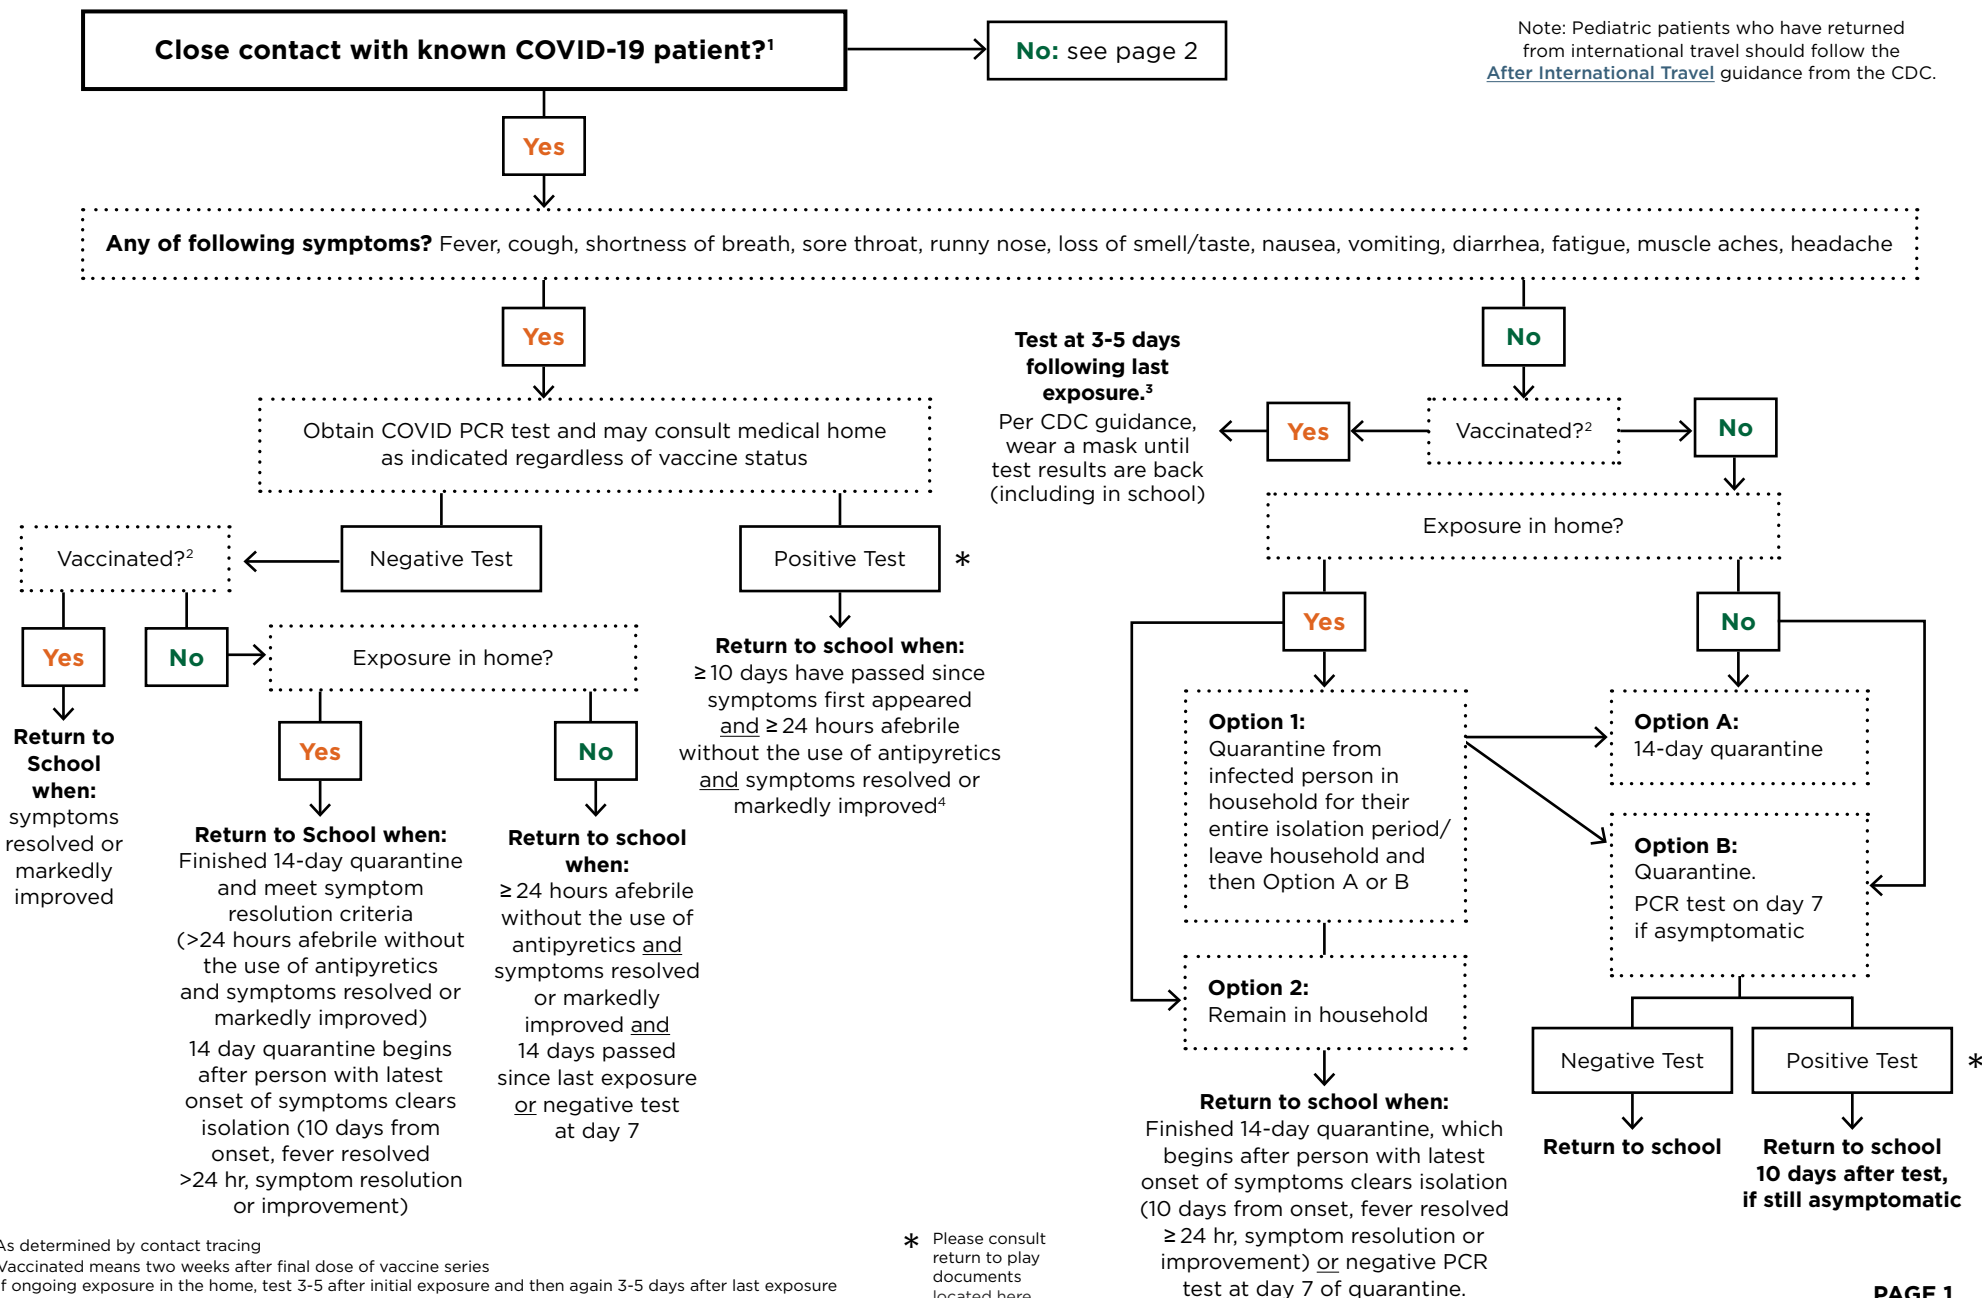 Close contact with known COVID-19 patient?¹
No: see page 2
Note: Pediatric patients who have returned
from international travel should follow the
After International Travel guidance from the CDC.
Yes
Any of following symptoms? Fever, cough, shortness of breath, sore throat, runny nose, loss of smell/taste, nausea, vomiting, diarrhea, fatigue, muscle aches, headache
Yes
Obtain COVID PCR test and may consult medical home
as indicated regardless of vaccine status
Negative Test
Vaccinated?²
Yes
Return to
School
when:
symptoms
resolved or
markedly
improved
No
Exposure in home?
Yes
Return to School when:
Finished 14-day quarantine
and meet symptom
resolution criteria
(>24 hours afebrile without
the use of antipyretics
and symptoms resolved or
markedly improved)
14 day quarantine begins
after person with latest
onset of symptoms clears
isolation (10 days from
onset, fever resolved
>24 hr, symptom resolution
or improvement)
No
Return to school
when:
≥24 hours afebrile
without the use of
antipyretics and
symptoms resolved
or markedly
improved and
14 days passed
since last exposure
or negative test
at day 7
Positive Test *
Return to school when:
≥10 days have passed since
symptoms first appeared
and ≥24 hours afebrile
without the use of antipyretics
and symptoms resolved or
markedly improved⁴
No
Vaccinated?²
Yes
Test at 3-5 days
following last
exposure.³
Per CDC guidance,
wear a mask until
test results are back
(including in school)
No
Exposure in home?
Yes
Option 1:
Quarantine from
infected person in
household for their
entire isolation period/
leave household and
then Option A or B
Option 2:
Remain in household
Return to school when:
Finished 14-day quarantine, which
begins after person with latest
onset of symptoms clears isolation
(10 days from onset, fever resolved
≥24 hr, symptom resolution or
improvement) or negative PCR
test at day 7 of quarantine.
No
Option A:
14-day quarantine
Option B:
Quarantine.
PCR test on day 7
if asymptomatic
Negative Test
Return to school
Positive Test *
Return to school
10 days after test,
if still asymptomatic
As determined by contact tracing
Vaccinated means two weeks after final dose of vaccine series
f ongoing exposure in the home, test 3-5 after initial exposure and then again 3-5 days after last exposure
* Please consult
return to play
documents
located here
PAGE 1